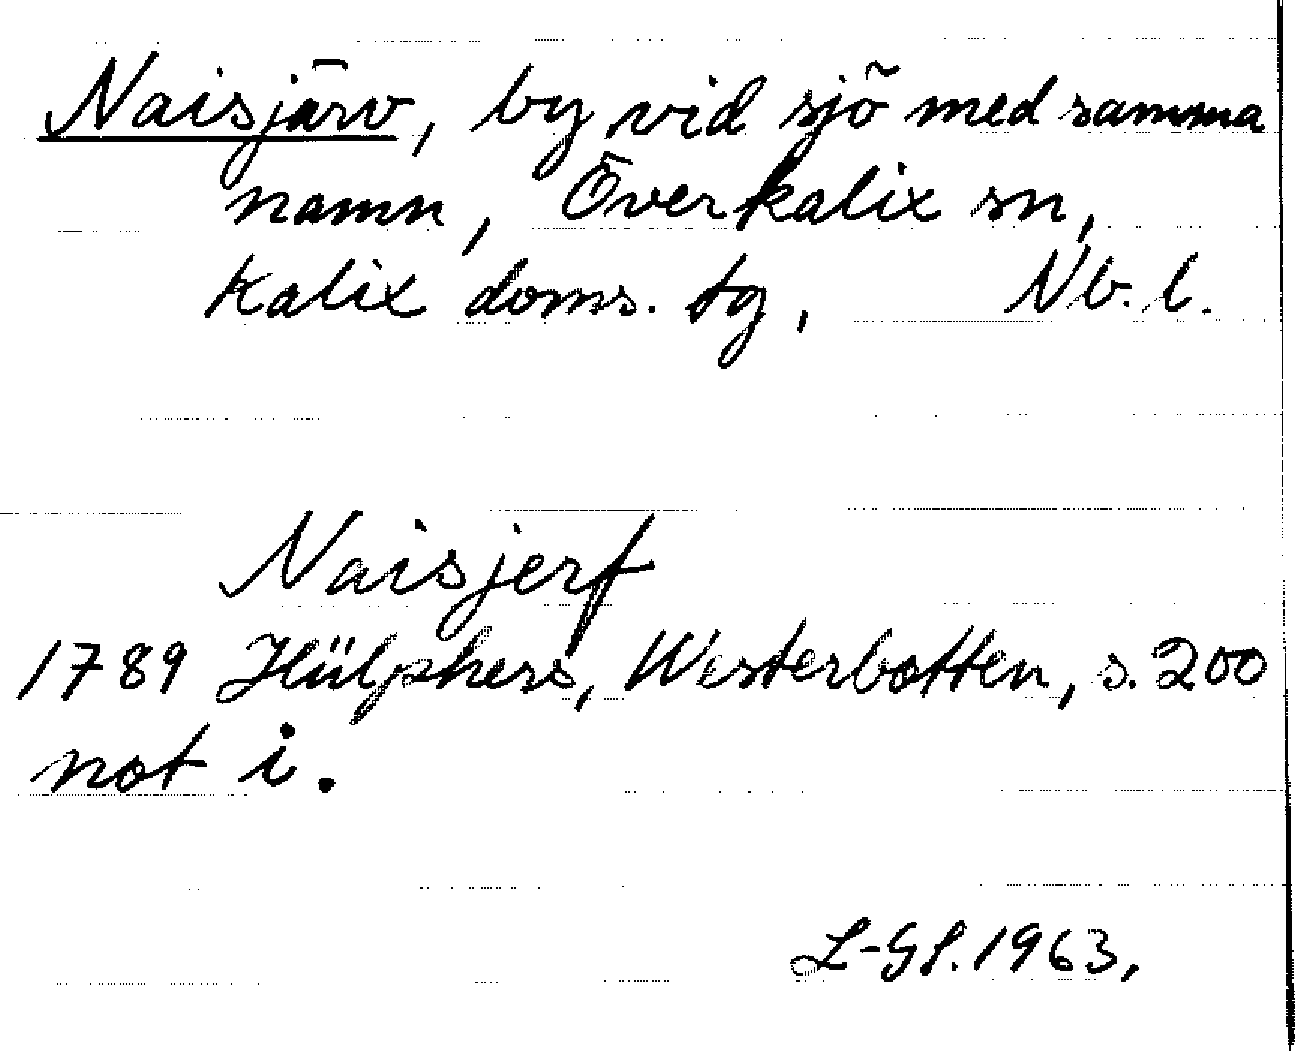 Naisjärv, by vid sjö med samma
namn, Överkalix sn,
Kalix doms. tg, Nb. l.
Naisjerf
1789 Hülphers, Westerbotten, s. 200
not i.
L-GS. 1963.